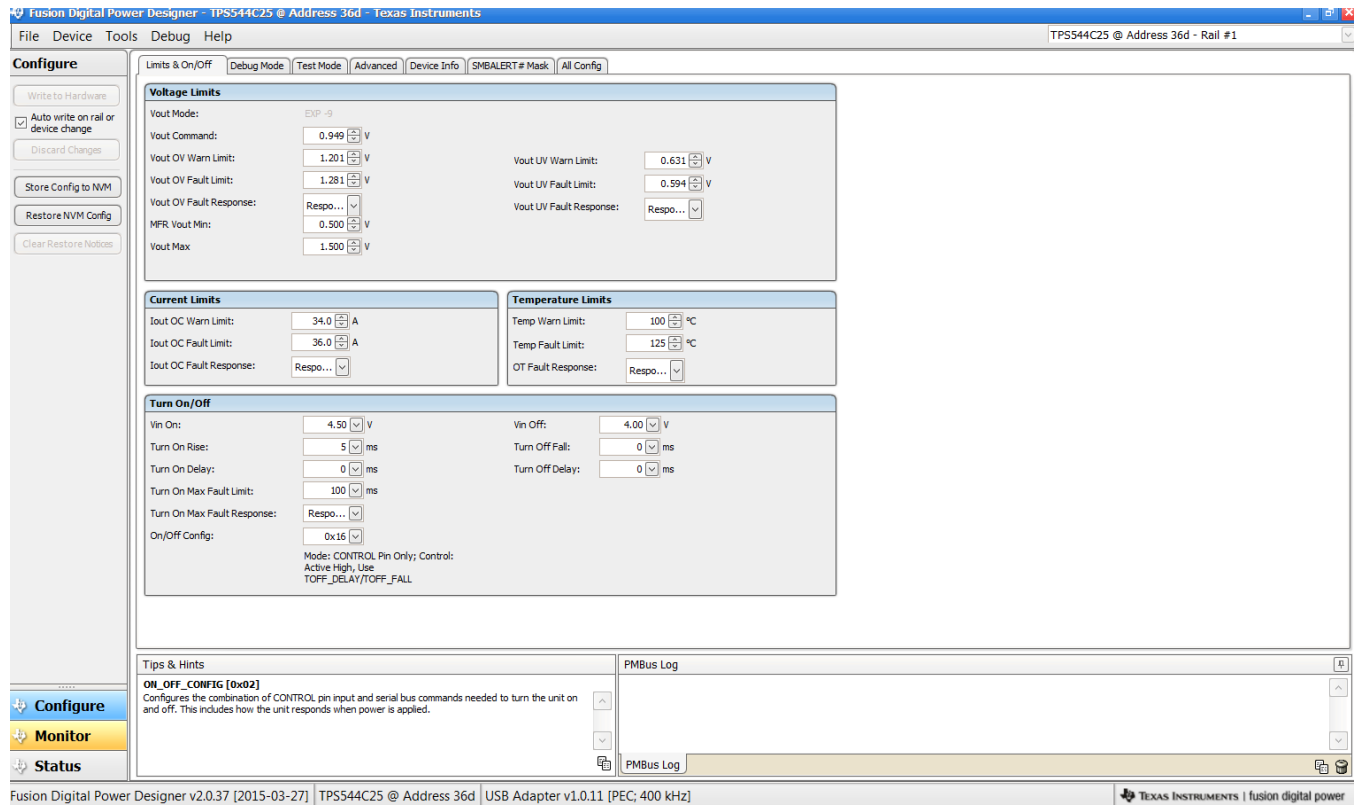 Fusion Digital Power Designer - TPS544C25 @ Address 36d - Texas Instruments
File Device Tools Debug Help
TPS544C25 @ Address 36d - Rail #1
Configure
Limits & On/Off Debug Mode Test Mode Advanced Device Info SMBALERT# Mask All Config
Write to Hardware
Auto write on rail or
device change
Discard Changes
Store Config to NVM
Restore NVM Config
Clear Restore Notices
Voltage Limits
Vout Mode: EXP -9
Vout Command: 0.949 V
Vout OV Warn Limit: 1.201 V
Vout UV Warn Limit: 0.631 V
Vout OV Fault Limit: 1.281 V
Vout UV Fault Limit: 0.594 V
Vout OV Fault Response: Respo...
Vout UV Fault Response: Respo...
MFR Vout Min: 0.500 V
Vout Max 1.500 V
Current Limits
Iout OC Warn Limit: 34.0 A
Iout OC Fault Limit: 36.0 A
Iout OC Fault Response: Respo...
Temperature Limits
Temp Warn Limit: 100 ºC
Temp Fault Limit: 125 ºC
OT Fault Response: Respo...
Turn On/Off
Vin On: 4.50 V
Vin Off: 4.00 V
Turn On Rise: 5 ms
Turn Off Fall: 0 ms
Turn On Delay: 0 ms
Turn Off Delay: 0 ms
Turn On Max Fault Limit: 100 ms
Turn On Max Fault Response: Respo...
On/Off Config: 0x16
Mode: CONTROL Pin Only; Control:
Active High, Use
TOFF_DELAY/TOFF_FALL
Tips & Hints
ON_OFF_CONFIG [0x02]
Configures the combination of CONTROL pin input and serial bus commands needed to turn the unit on
and off. This includes how the unit responds when power is applied.
PMBus Log
PMBus Log
Configure
Monitor
Status
Fusion Digital Power Designer v2.0.37 [2015-03-27] TPS544C25 @ Address 36d USB Adapter v1.0.11 [PEC; 400 kHz]
TEXAS INSTRUMENTS | fusion digital power